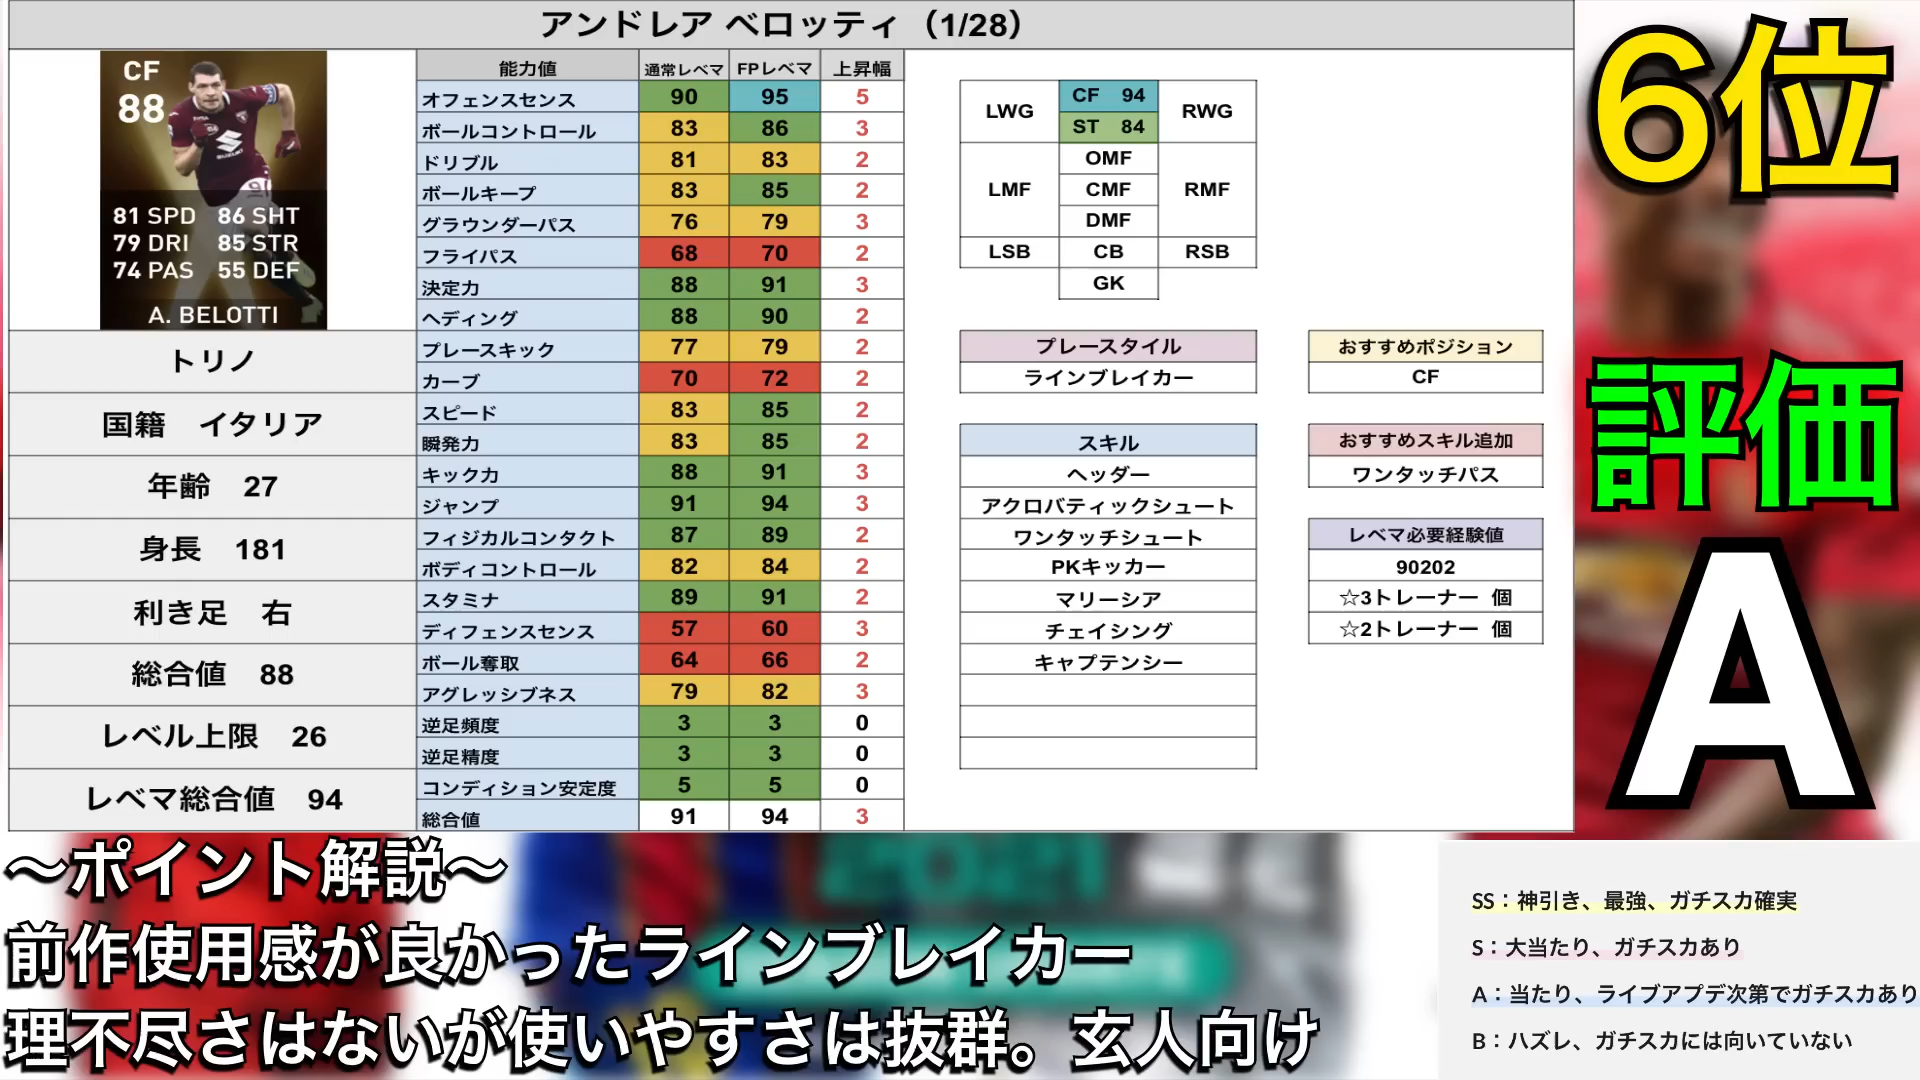 アンドレア ベロッティ（1/28）
CF
88
81 SPD 86 SHT
79 DRI 85 STR
74 PAS 55 DEF
A. BELOTTI
トリノ
国籍 イタリア
年齢 27
身長 181
利き足 右
総合値 88
レベル上限 26
レベマ総合値 94
能力値 通常レベマ FPレベマ 上昇幅
オフェンスセンス 90 95 5
ボールコントロール 83 86 3
ドリブル 81 83 2
ボールキープ 83 85 2
グラウンダーパス 76 79 3
フライパス 68 70 2
決定力 88 91 3
ヘディング 88 90 2
プレースキック 77 79 2
カーブ 70 72 2
スピード 83 85 2
瞬発力 83 85 2
キック力 88 91 3
ジャンプ 91 94 3
フィジカルコンタクト 87 89 2
ボディコントロール 82 84 2
スタミナ 89 91 2
ディフェンスセンス 57 60 3
ボール奪取 64 66 2
アグレッシブネス 79 82 3
逆足頻度 3 3 0
逆足精度 3 3 0
コンディション安定度 5 5 0
総合値 91 94 3
LWG CF 94 RWG
ST 84
OMF
LMF CMF RMF
DMF
LSB CB RSB
GK
プレースタイル
ラインブレイカー
スキル
ヘッダー
アクロバティックシュート
ワンタッチシュート
PKキッカー
マリーシア
チェイシング
キャプテンシー
おすすめポジション
CF
おすすめスキル追加
ワンタッチパス
レベマ必要経験値
90202
☆3トレーナー 個
☆2トレーナー 個
6位
評価
A
～ポイント解説～
前作使用感が良かったラインブレイカー
理不尽さはないが使いやすさは抜群。玄人向け
SS：神引き、最強、ガチスカ確実
S：大当たり、ガチスカあり
A：当たり、ライブアプデ次第でガチスカあり
B：ハズレ、ガチスカには向いていない